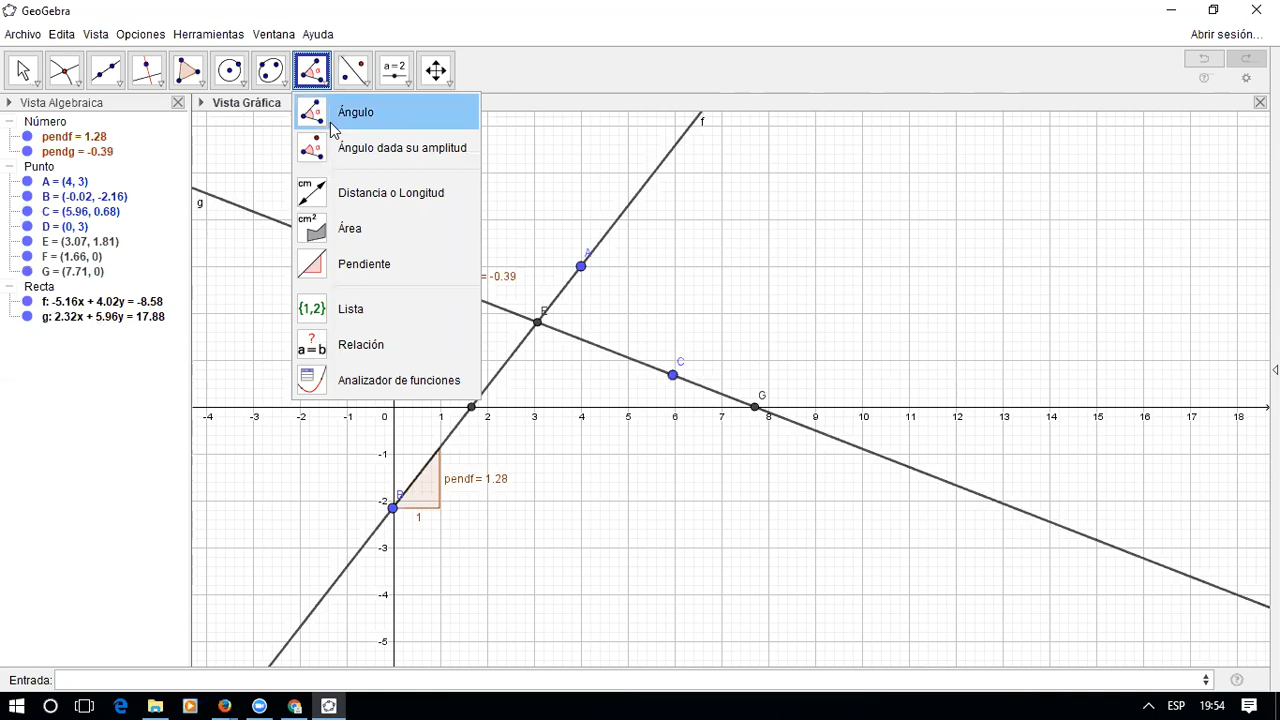 GeoGebra
Archivo Edita Vista Opciones Herramientas Ventana Ayuda
Abrir sesión...
a=2
Vista Algebraica
Vista Gráfica
Número
pendf = 1.28
pendg = -0.39
Punto
A = (4, 3)
B = (-0.02, -2.16)
C = (5.96, 0.68)
D = (0, 3)
E = (3.07, 1.81)
F = (1.66, 0)
G = (7.71, 0)
Recta
f: -5.16x + 4.02y = -8.58
g: 2.32x + 5.96y = 17.88
α Ángulo
α Ángulo dada su amplitud
cm Distancia o Longitud
cm² Área
Pendiente
{1,2} Lista
? a=b Relación
Analizador de funciones
f
g
A
= -0.39
E
C
G
-4 -3 -2 -1 0 1 2 3 4 5 6 7 8 9 10 11 12 13 14 15 16 17 18
-1
-2
-3
-4
-5
B
pendf = 1.28
1
Entrada:
ESP 19:54